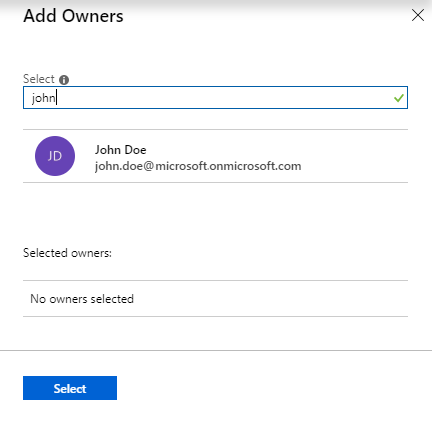 Add Owners
Select
john
JD
John Doe
john.doe@microsoft.onmicrosoft.com
Selected owners:
No owners selected
Select